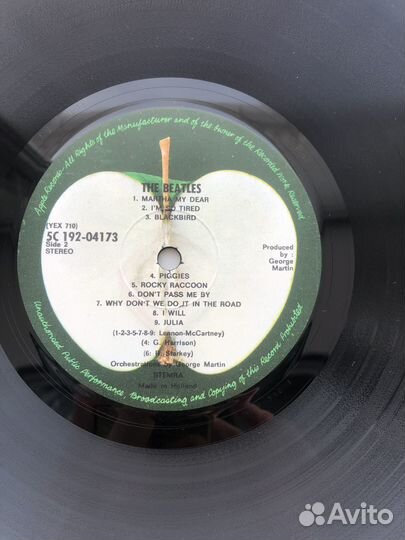 Apple Records · All Rights of the Manufacturer and of the Owner of the Recorded Work Reserved
THE BEATLES
1. MARTHA MY DEAR
2. I'M SO TIRED
3. BLACKBIRD
(YEX 710)
5C 192-04173
Side 2
STEREO
Produced
by :
George
Martin
4. PIGGIES
5. ROCKY RACCOON
6. DON'T PASS ME BY
7. WHY DON'T WE DO IT IN THE ROAD
8. I WILL
9. JULIA
(1-2-3-5-7-8-9: Lennon-McCartney)
(4: G. Harrison)
(6: R. Starkey)
Orchestrations by George Martin
STEMRA
Made in Holland
Unauthorised Public Performance, Broadcasting and Copying of this Record Prohibited
Avito